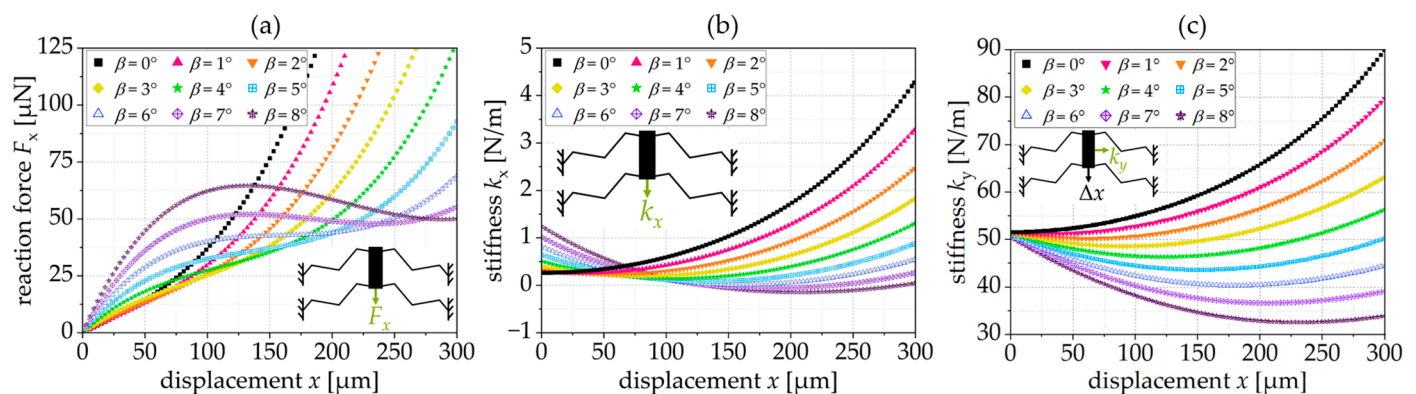 (a)
reaction force Fₓ [µN]
125
100
75
50
25
0
β = 0° β = 1° β = 2°
β = 3° β = 4° β = 5°
β = 6° β = 7° β = 8°
Fₓ
0 50 100 150 200 250 300
displacement x [µm]
(b)
stiffness kₓ [N/m]
5
4
3
2
1
0
−1
β = 0° β = 1° β = 2°
β = 3° β = 4° β = 5°
β = 6° β = 7° β = 8°
kₓ
0 50 100 150 200 250 300
displacement x [µm]
(c)
stiffness k_y [N/m]
90
80
70
60
50
40
30
β = 0° β = 1° β = 2°
β = 3° β = 4° β = 5°
β = 6° β = 7° β = 8°
k_y
Δx
0 50 100 150 200 250 300
displacement x [µm]